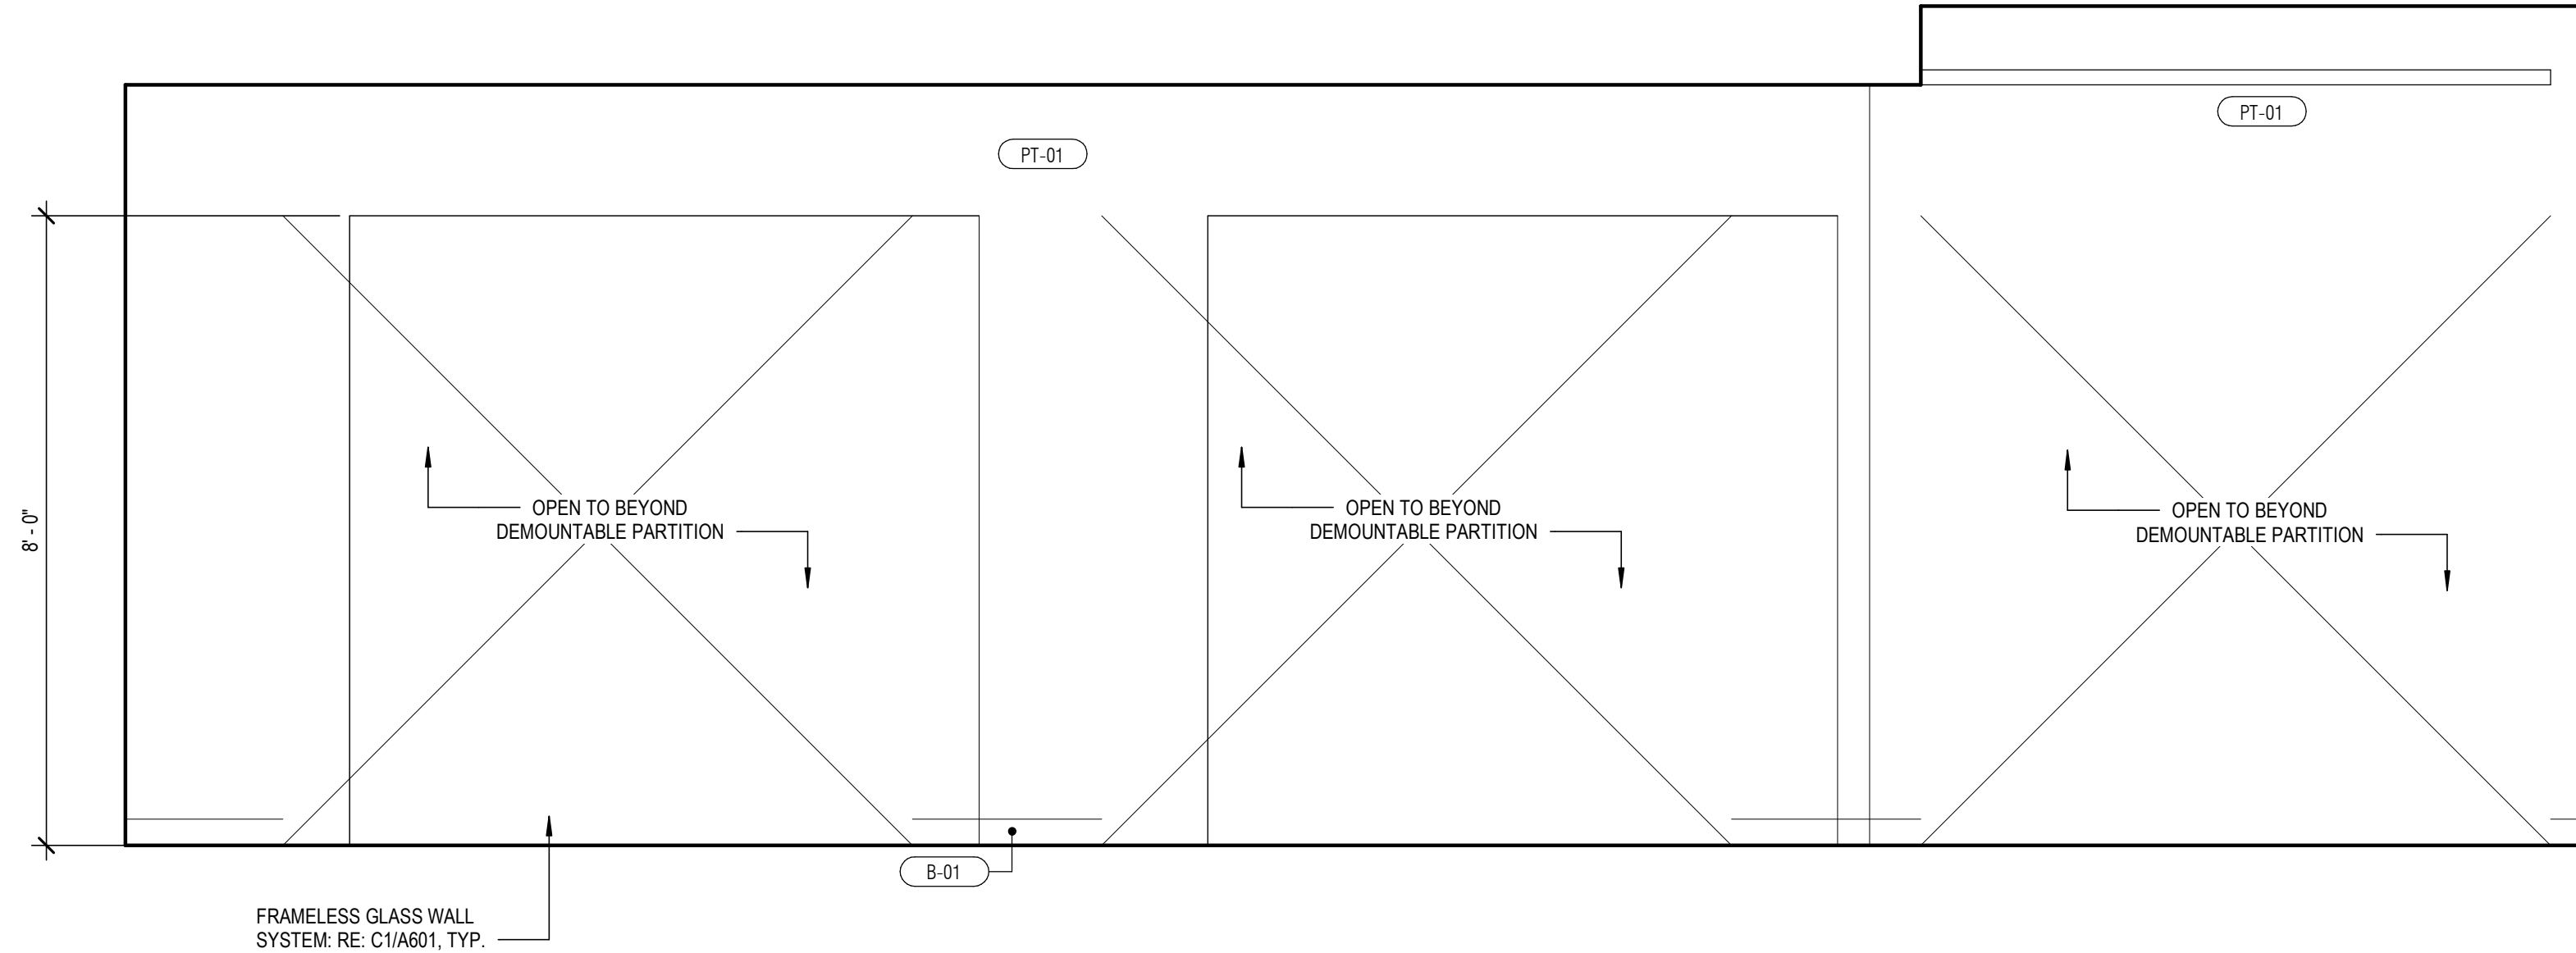 PT-01
PT-01
8' - 0"
OPEN TO BEYOND
DEMOUNTABLE PARTITION
OPEN TO BEYOND
DEMOUNTABLE PARTITION
OPEN TO BEYOND
DEMOUNTABLE PARTITION
B-01
FRAMELESS GLASS WALL
SYSTEM: RE: C1/A601, TYP.